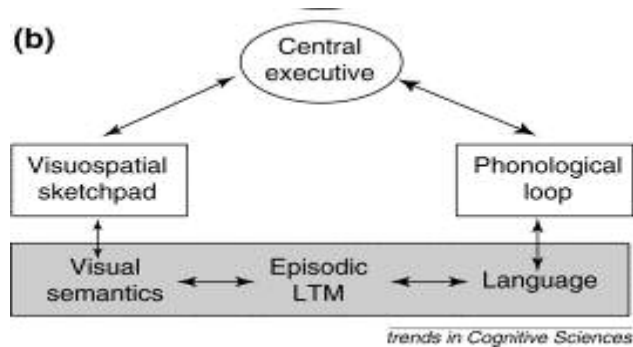 (b)
Central
executive
Visuospatial
sketchpad
Phonological
loop
Visual
semantics
Episodic
LTM
Language
trends in Cognitive Sciences